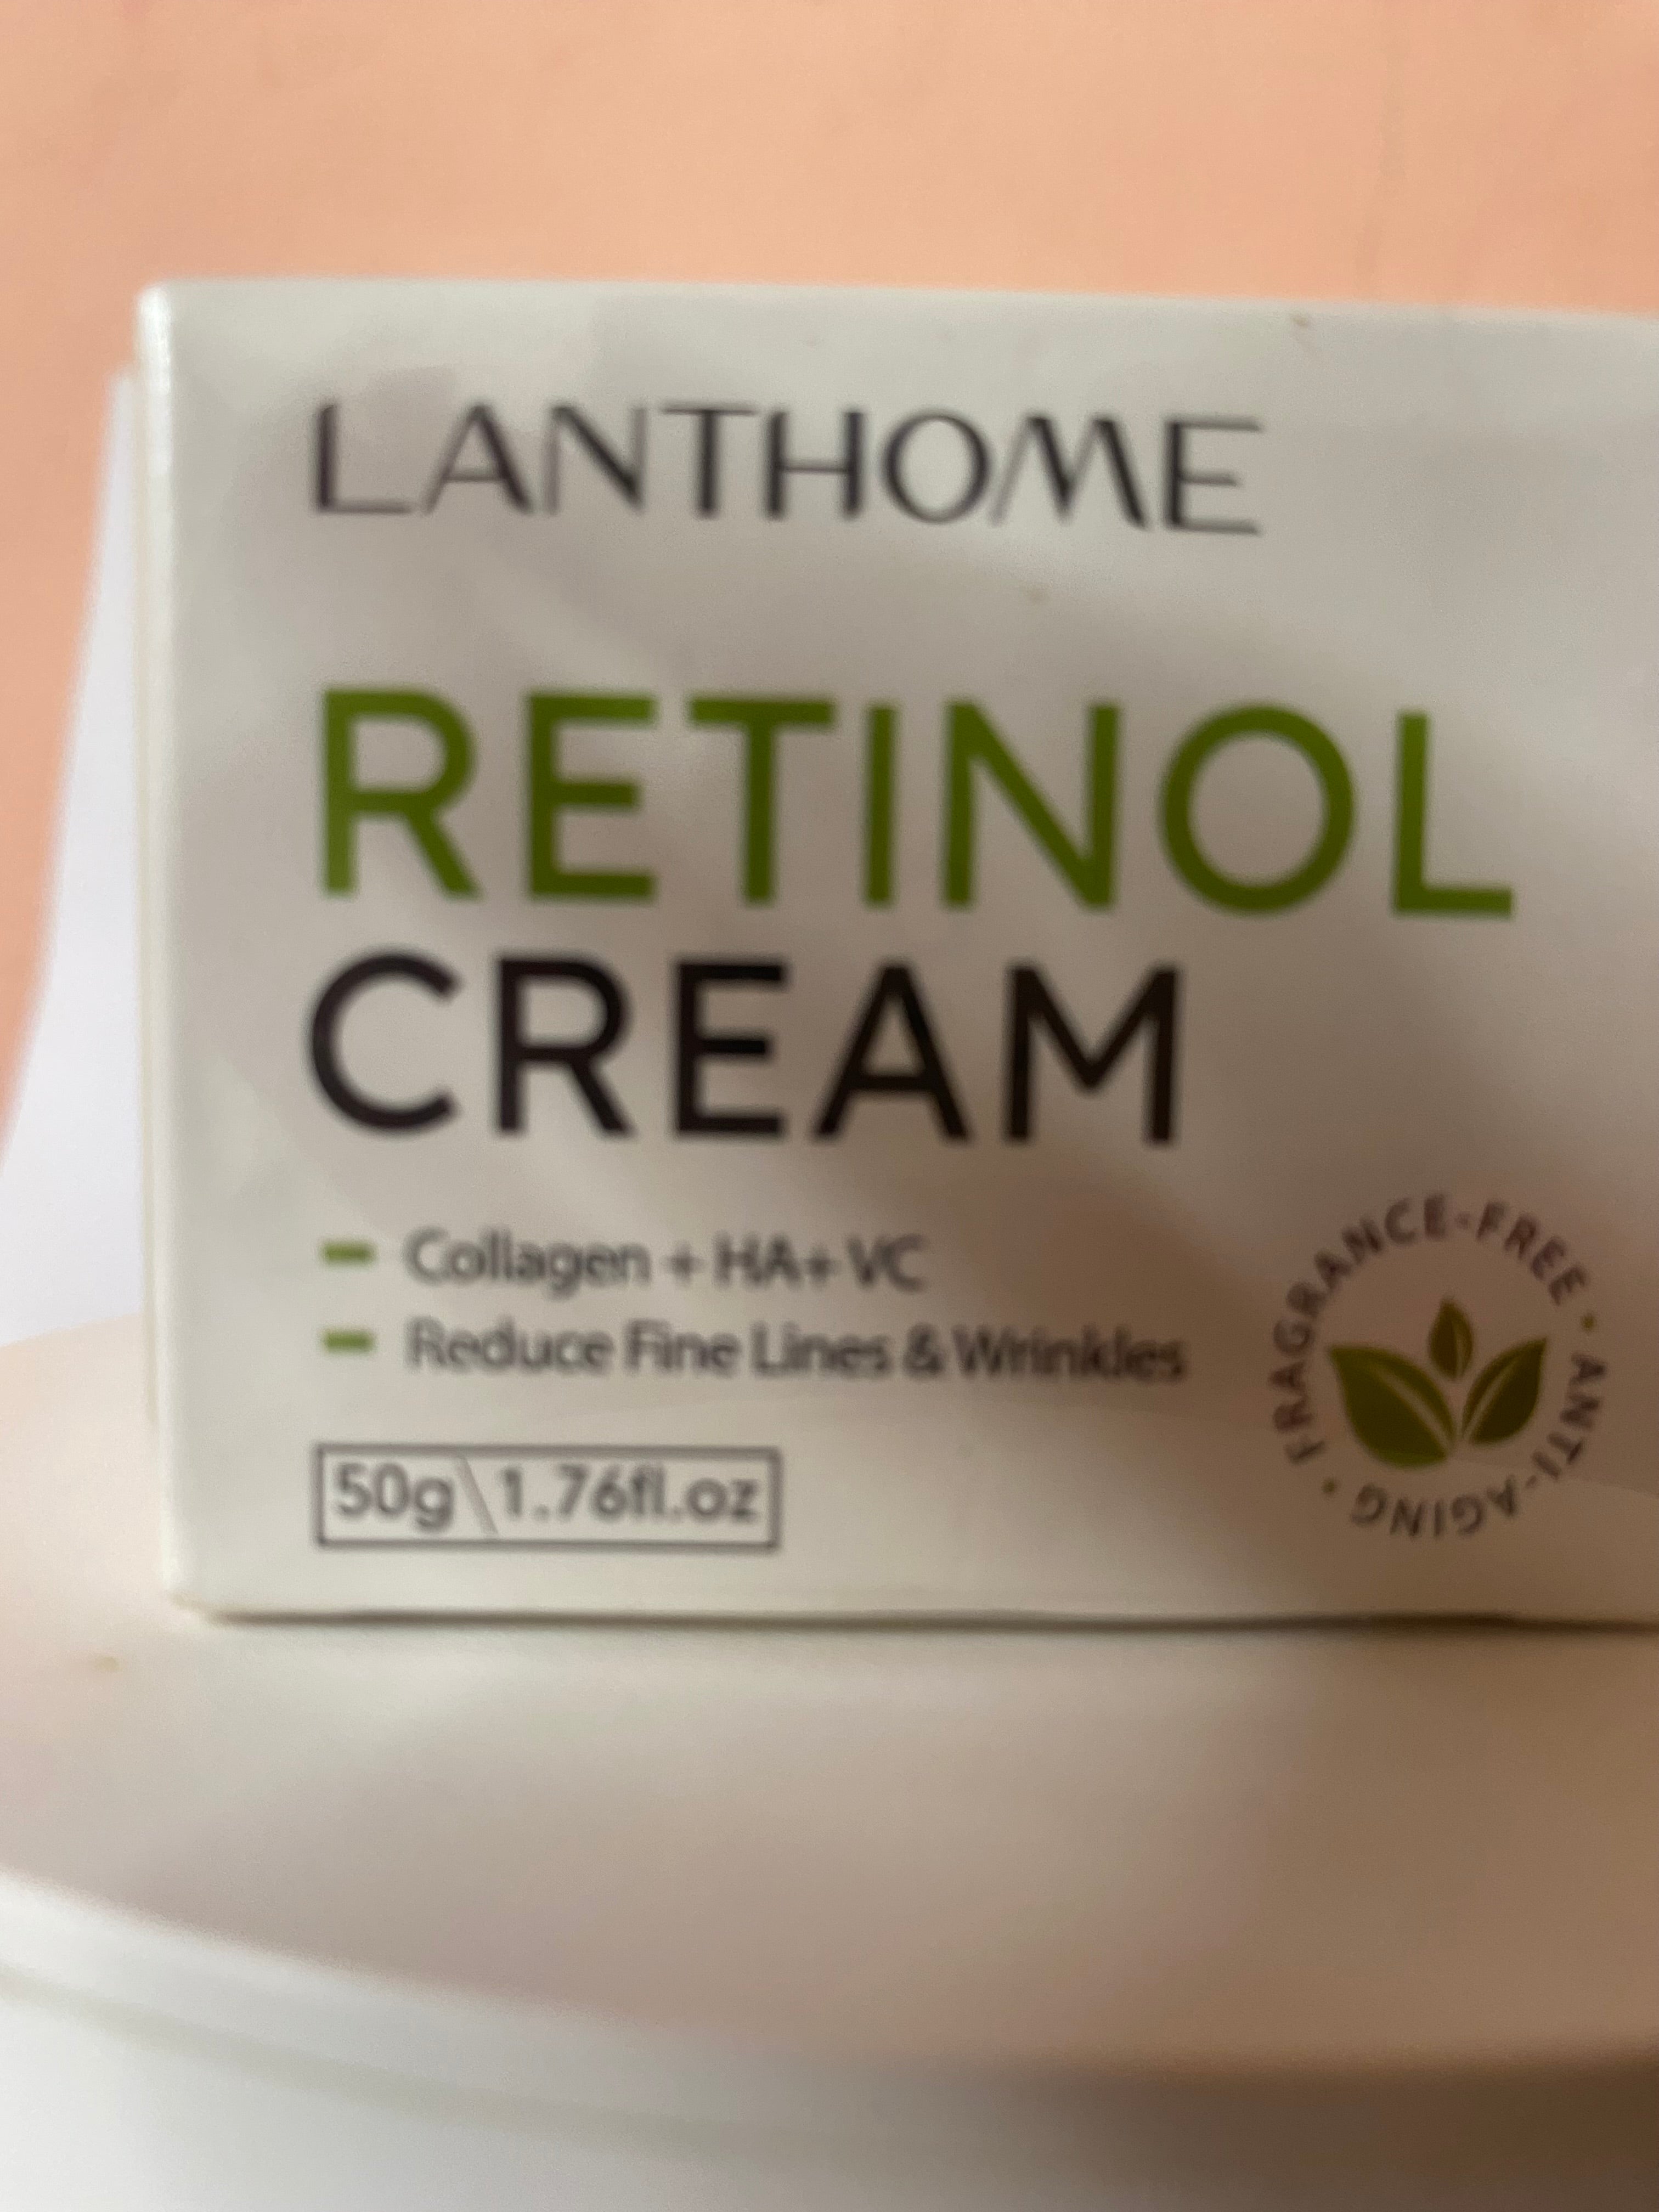 LANTHOME
RETINOL
CREAM
Collagen + HA+ VC
Reduce Fine Lines & Wrinkles
50g\1.76fl.oz
FRAGRANCE-FREE • ANTI-AGING •